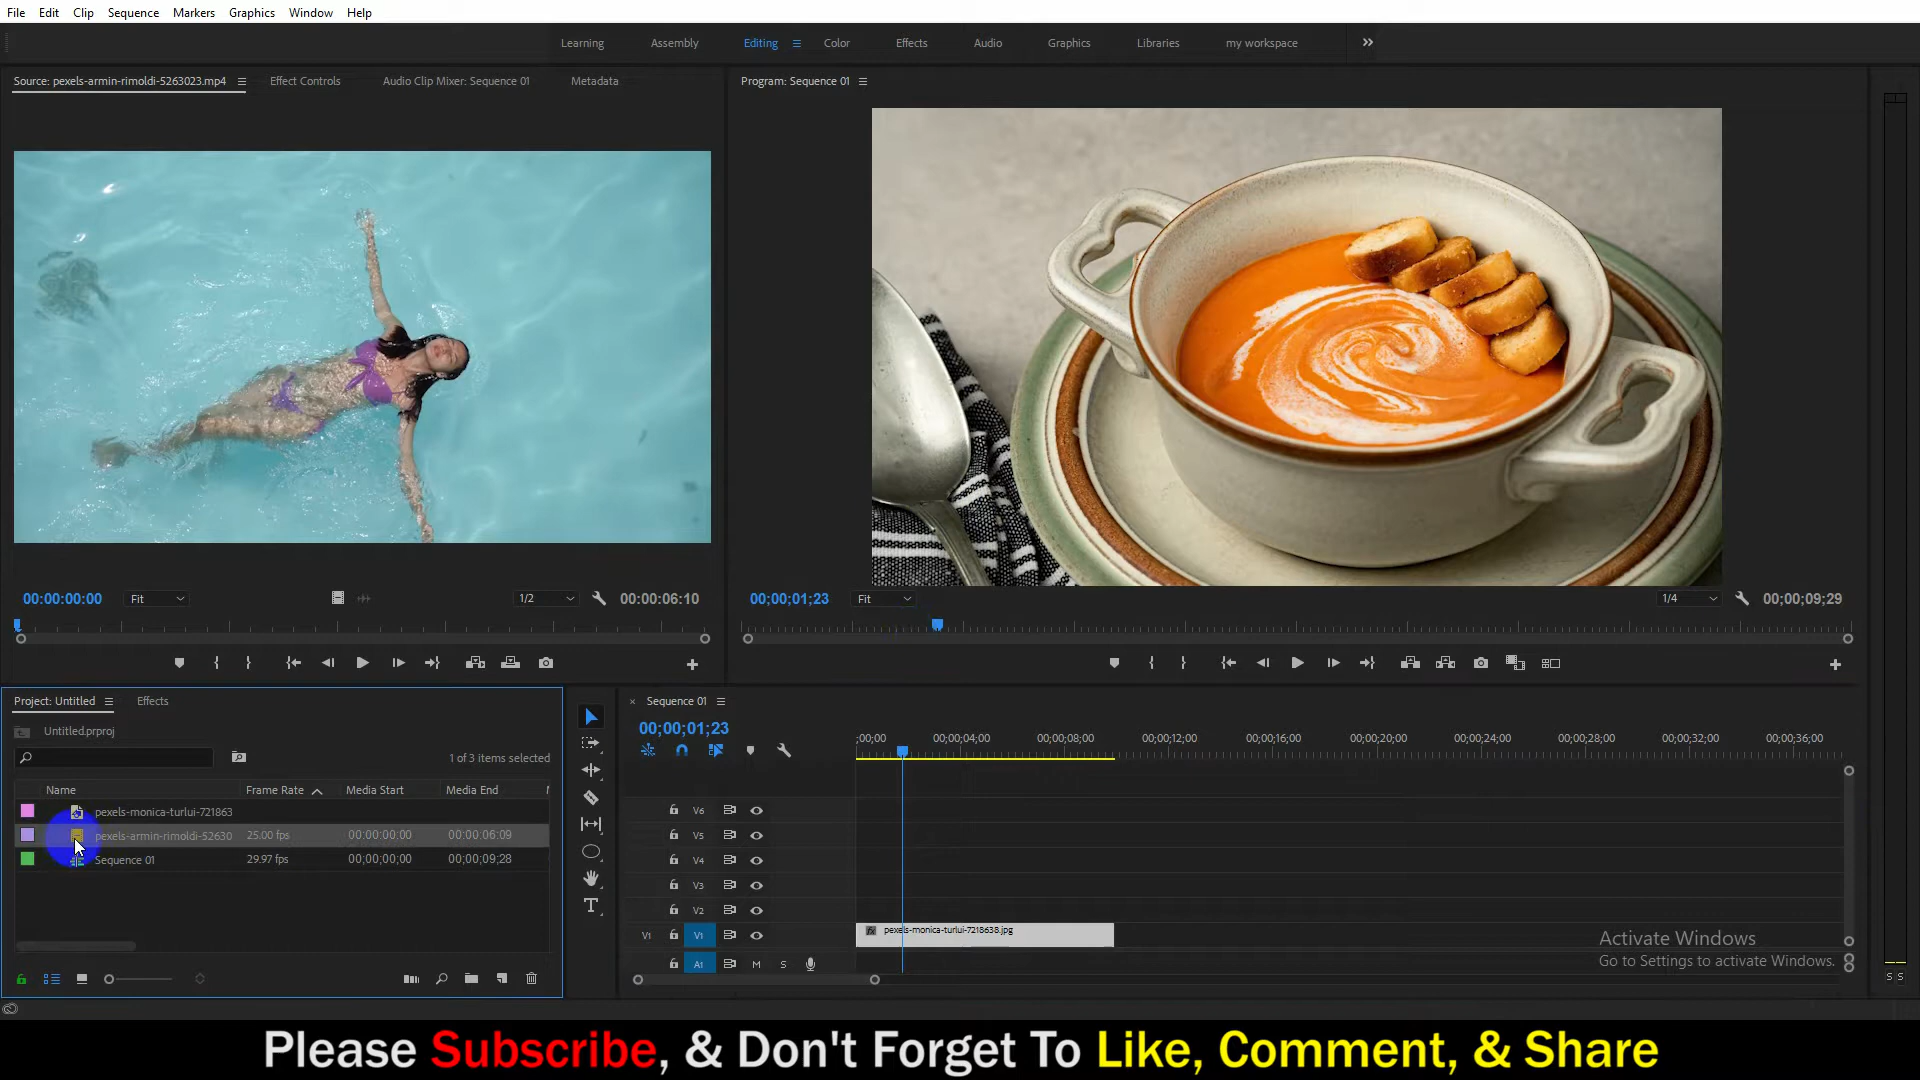 File Edit Clip Sequence Markers Graphics Window Help
Learning Assembly Editing Color Effects Audio Graphics Libraries my workspace
Source: pexels-armin-rimoldi-5263023.mp4 Effect Controls Audio Clip Mixer: Sequence 01 Metadata
Program: Sequence 01
00:00:00:00 Fit 1/2 00:00:06:10
00;00;01;23 Fit 1/4 00;00;09;29
Project: Untitled Effects
Untitled.prproj
1 of 3 items selected
Name Frame Rate Media Start Media End
pexels-monica-turlui-721863
pexels-armin-rimoldi-52630 25.00 fps 00:00:00:00 00:00:06:09
Sequence 01 29.97 fps 00;00;00;00 00;00;09;28
Sequence 01
00;00;01;23
;00;00 00;00;04;00 00;00;08;00 00;00;12;00 00;00;16;00 00;00;20;00 00;00;24;00 00;00;28;00 00;00;32;00 00;00;36;00
V6
V5
V4
V3
V2
V1 V1 pexels-monica-turlui-7218638.jpg
A1 M S
Activate Windows
Go to Settings to activate Windows.
S S
Please Subscribe, & Don't Forget To Like, Comment, & Share